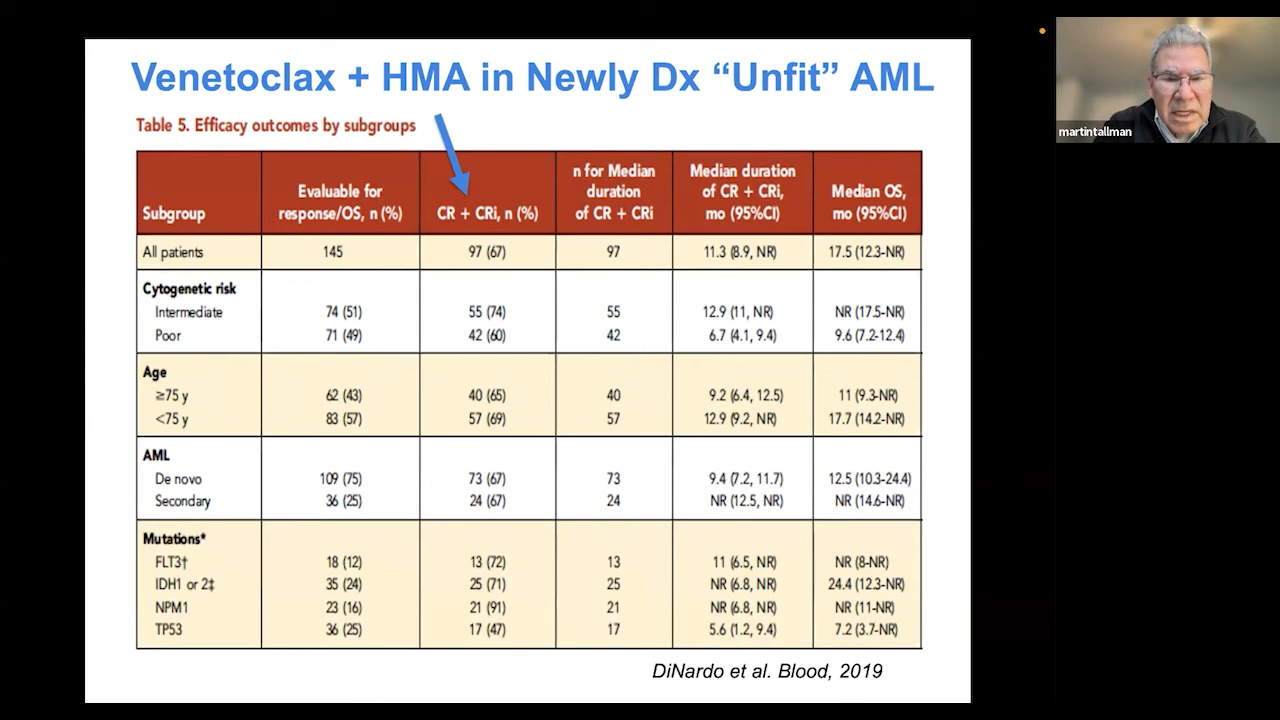 Venetoclax + HMA in Newly Dx “Unfit” AML
martintallman
Table 5. Efficacy outcomes by subgroups
Subgroup Evaluable for response/OS, n (%) CR + CRi, n (%) n for Median duration of CR + CRi Median duration of CR + CRi, mo (95%CI) Median OS, mo (95%CI)
All patients 145 97 (67) 97 11.3 (8.9, NR) 17.5 (12.3-NR)
Cytogenetic risk
Intermediate 74 (51) 55 (74) 55 12.9 (11, NR) NR (17.5-NR)
Poor 71 (49) 42 (60) 42 6.7 (4.1, 9.4) 9.6 (7.2-12.4)
Age
≥75 y 62 (43) 40 (65) 40 9.2 (6.4, 12.5) 11 (9.3-NR)
<75 y 83 (57) 57 (69) 57 12.9 (9.2, NR) 17.7 (14.2-NR)
AML
De novo 109 (75) 73 (67) 73 9.4 (7.2, 11.7) 12.5 (10.3-24.4)
Secondary 36 (25) 24 (67) 24 NR (12.5, NR) NR (14.6-NR)
Mutations*
FLT3† 18 (12) 13 (72) 13 11 (6.5, NR) NR (8-NR)
IDH1 or 2‡ 35 (24) 25 (71) 25 NR (6.8, NR) 24.4 (12.3-NR)
NPM1 23 (16) 21 (91) 21 NR (6.8, NR) NR (11-NR)
TP53 36 (25) 17 (47) 17 5.6 (1.2, 9.4) 7.2 (3.7-NR)
DiNardo et al. Blood, 2019